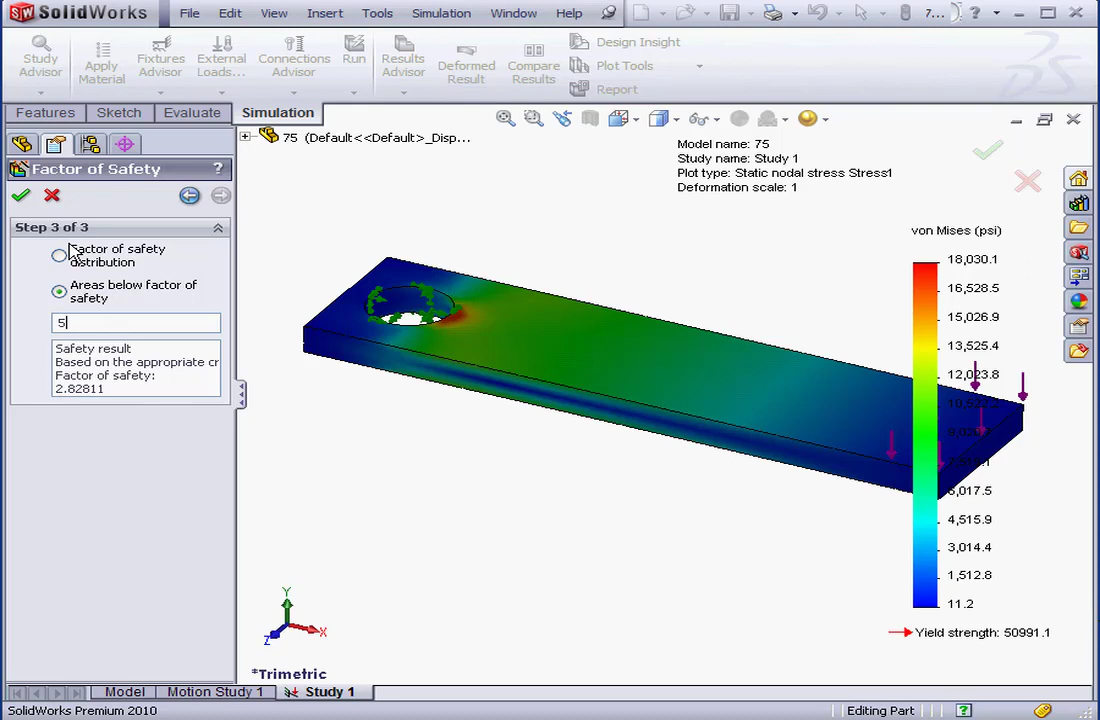 SW SolidWorks File Edit View Insert Tools Simulation Window Help 7... ?
Study Advisor
Apply Material
Fixtures Advisor
External Loads...
Connections Advisor
Run
Results Advisor
Deformed Result
Compare Results
Design Insight
Plot Tools
Report
Features Sketch Evaluate Simulation
75 (Default<<Default>_Disp...
Factor of Safety ?
Step 3 of 3
Factor of safety
distribution
Areas below factor of
safety
5
Safety result
Based on the appropriate cr
Factor of safety:
2.82811
Model name: 75
Study name: Study 1
Plot type: Static nodal stress Stress1
Deformation scale: 1
von Mises (psi)
18,030.1
16,528.5
15,026.9
13,525.4
12,023.8
6,017.5
4,515.9
3,014.4
1,512.8
11.2
Yield strength: 50991.1
Y
X
Z
*Trimetric
Model Motion Study 1 Study 1
SolidWorks Premium 2010 Editing Part ?